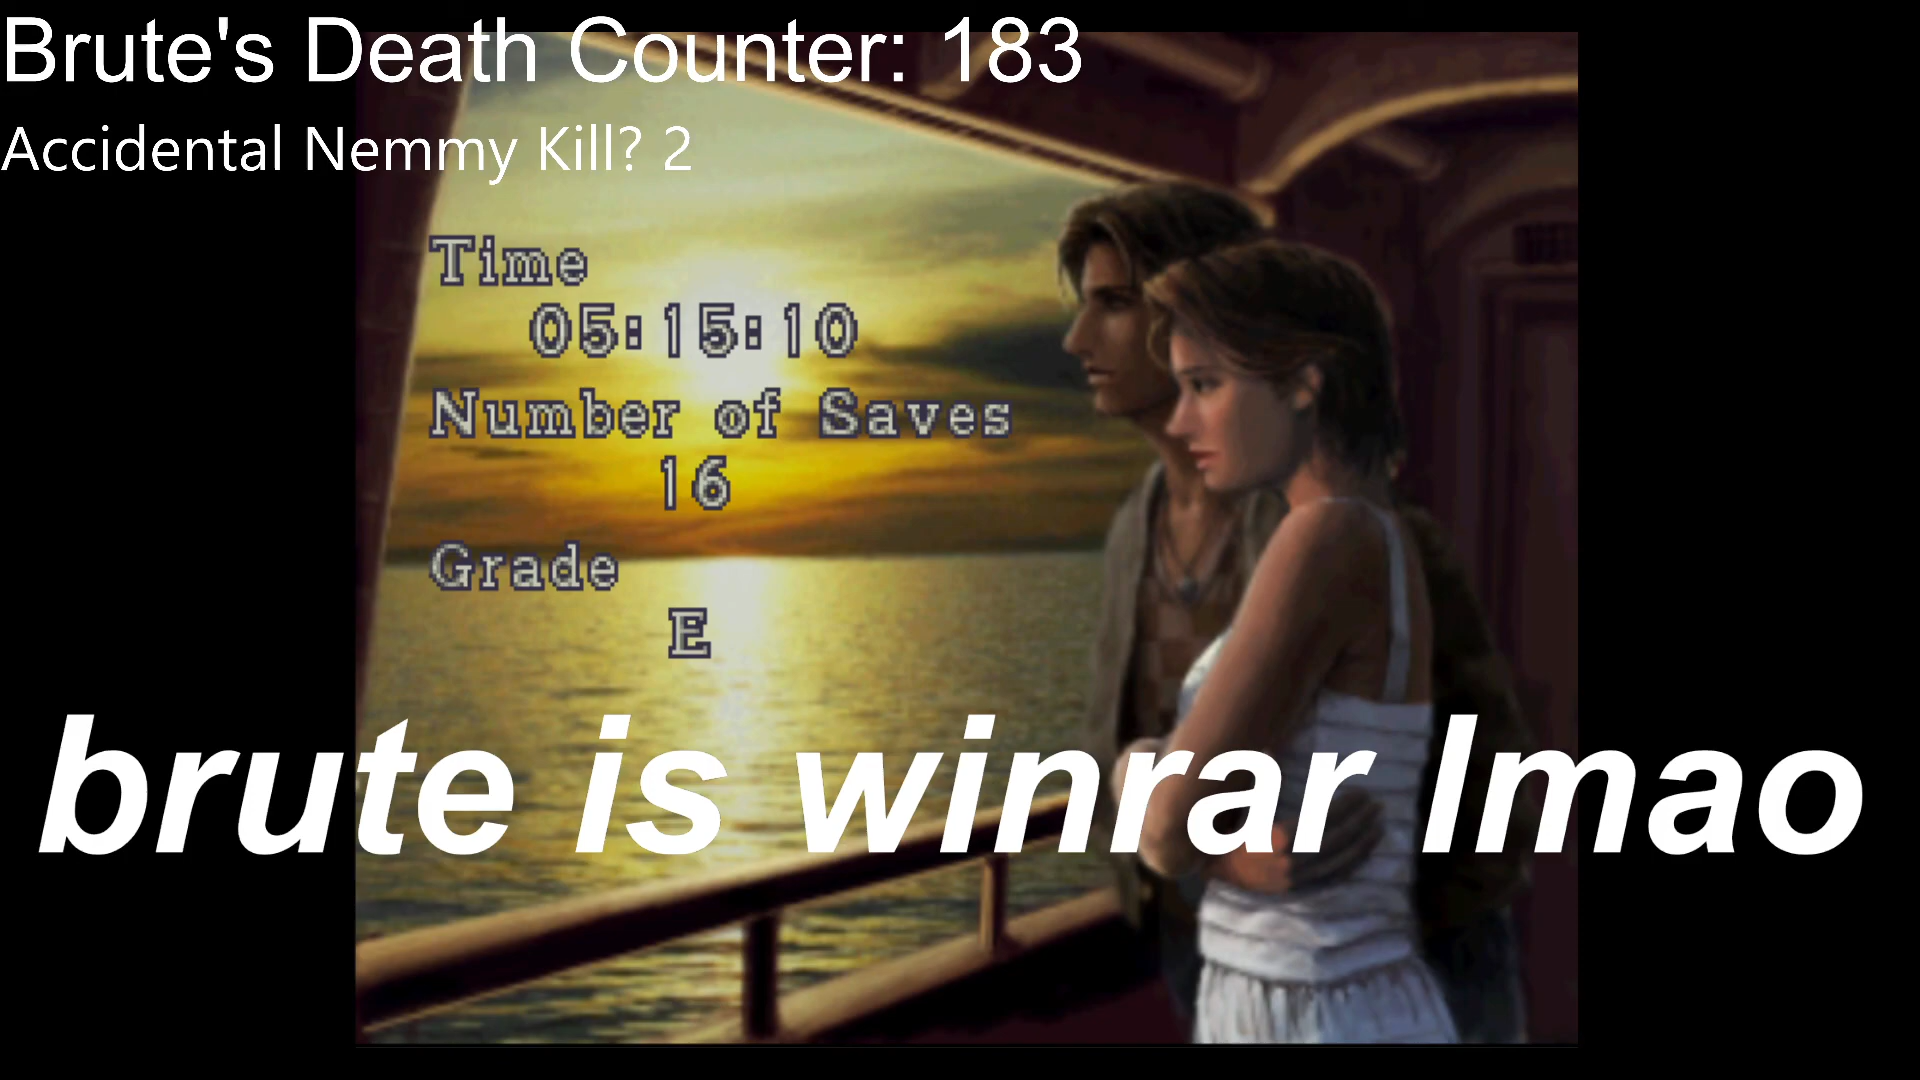 Brute's Death Counter: 183
Accidental Nemmy Kill? 2
Time
05:15:10
Number of Saves
16
Grade
E
brute is winrar lmao